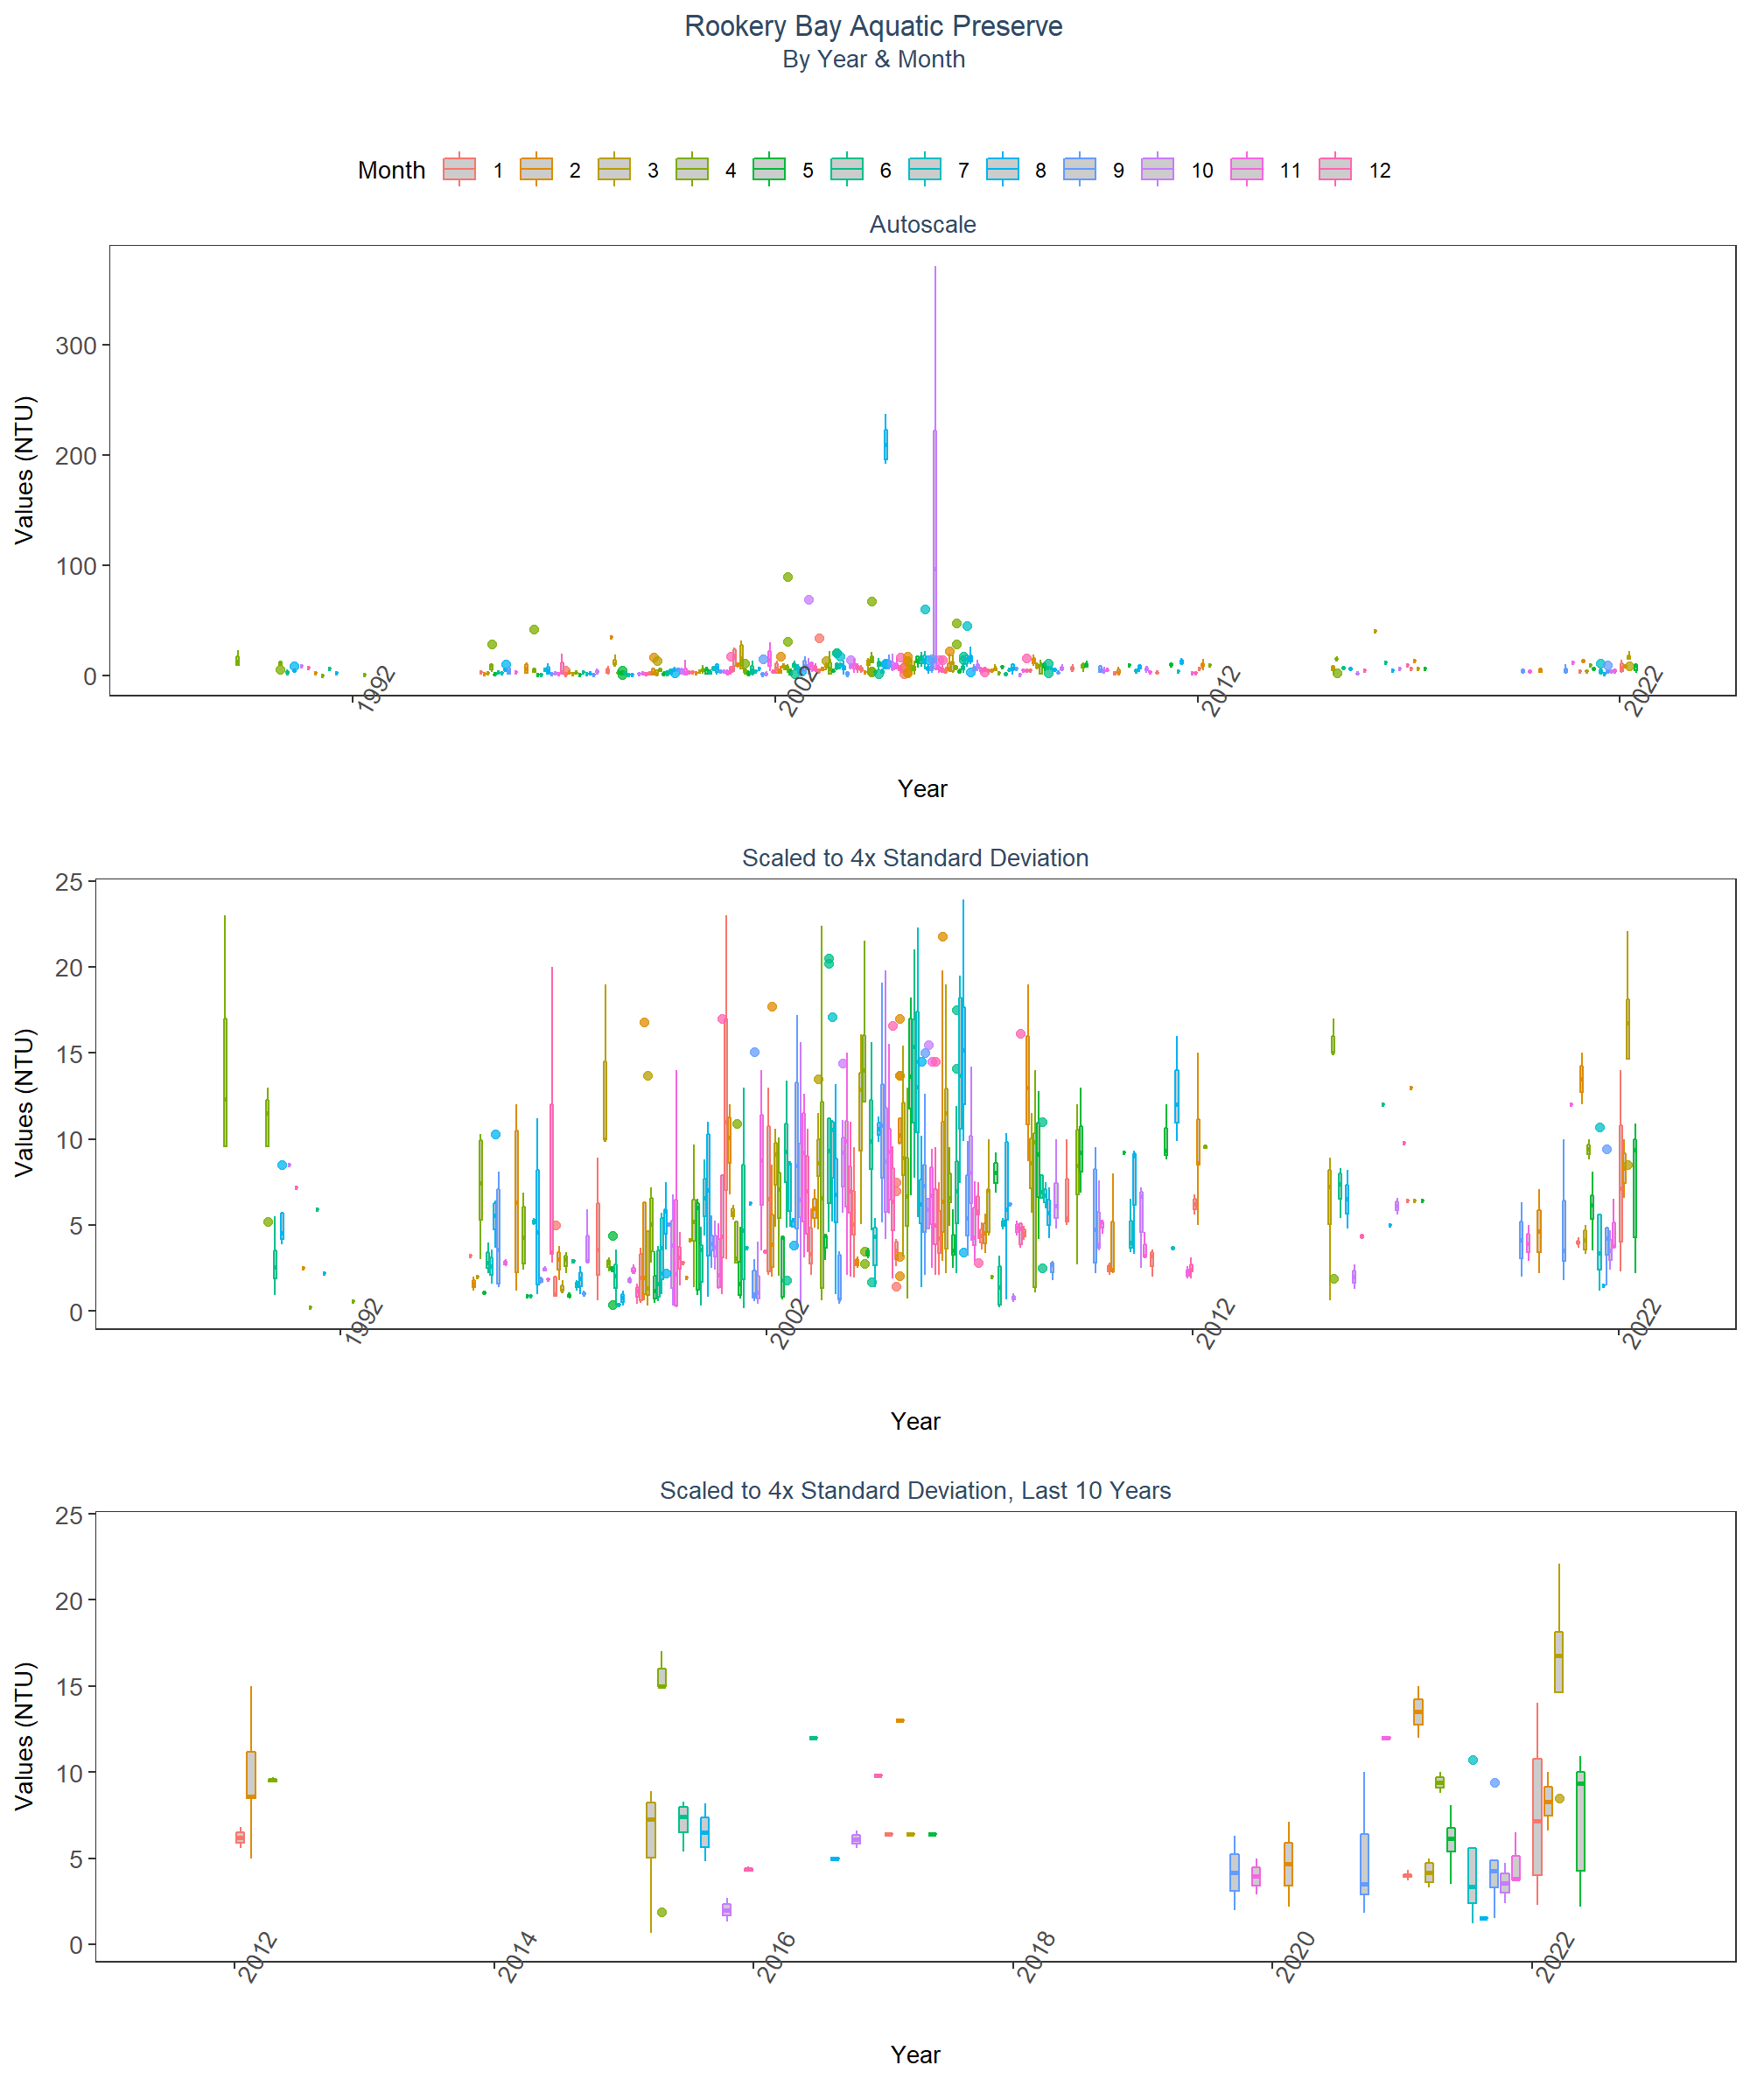 Rookery Bay Aquatic Preserve
By Year & Month
Month 1 2 3 4 5 6 7 8 9 10 11 12
Autoscale
Values (NTU)
300
200
100
0
1992 2002 2012 2022
Year
Scaled to 4x Standard Deviation
Values (NTU)
25
20
15
10
5
0
1992 2002 2012 2022
Year
Scaled to 4x Standard Deviation, Last 10 Years
Values (NTU)
25
20
15
10
5
0
2012 2014 2016 2018 2020 2022
Year